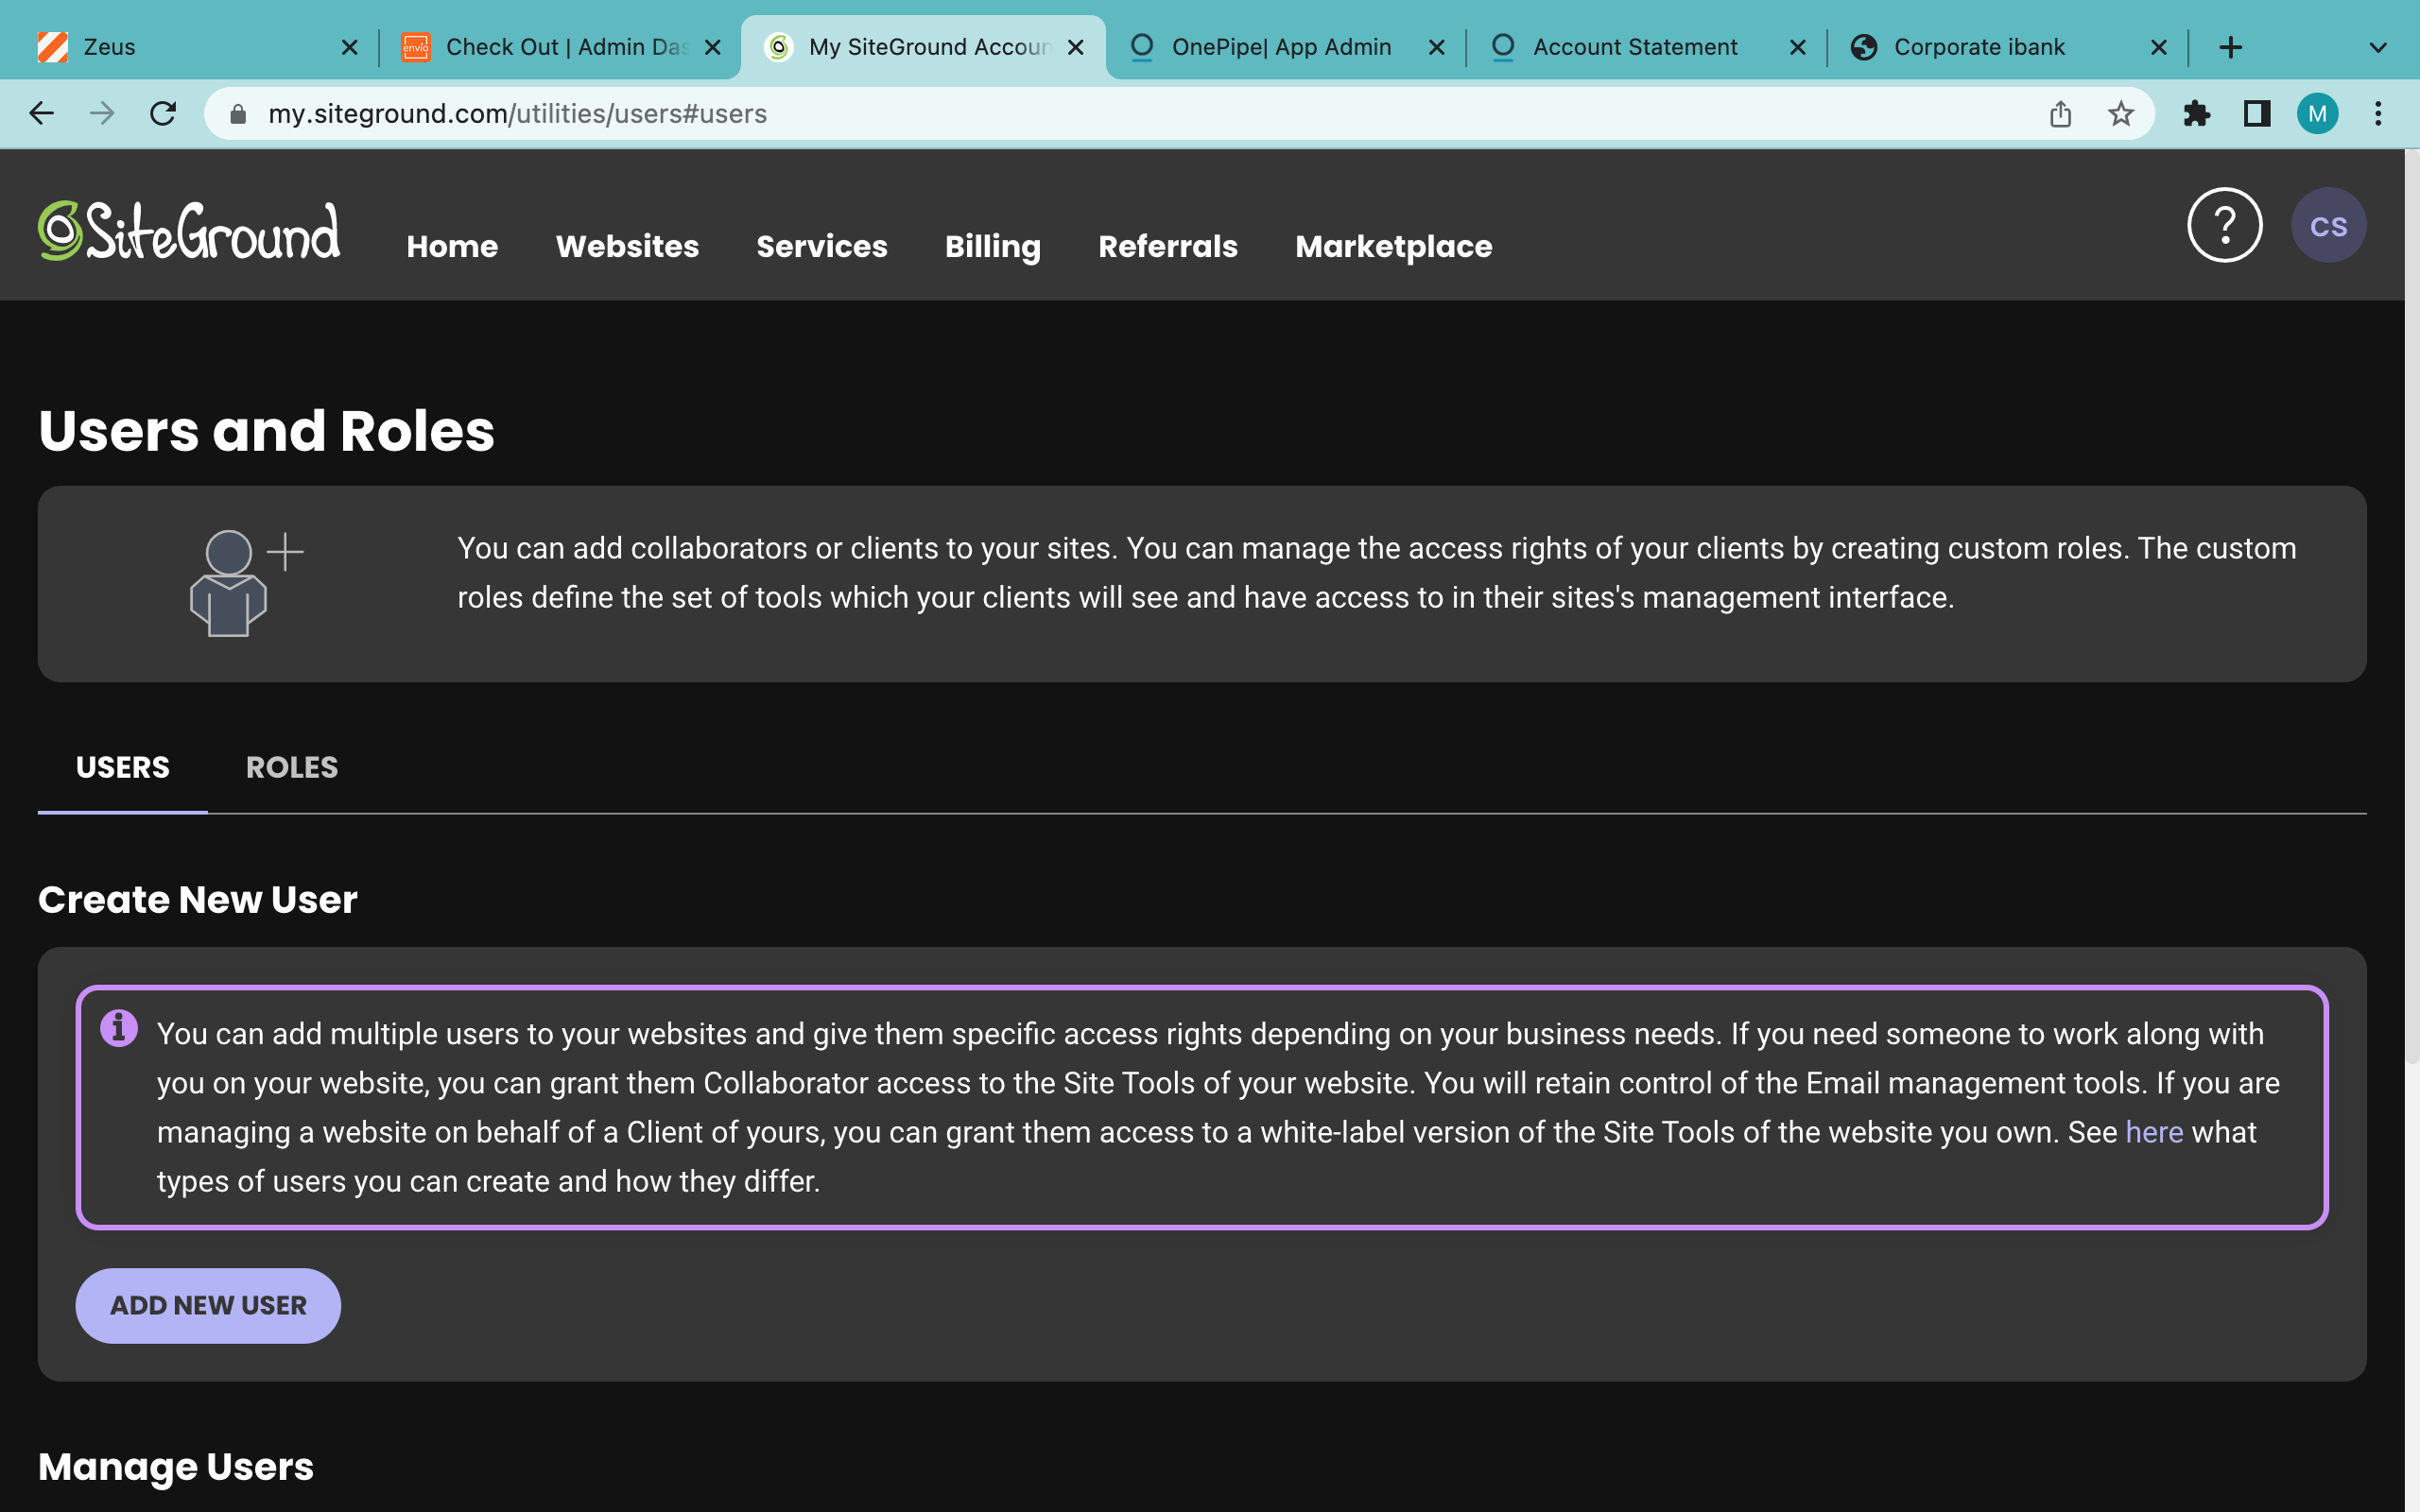 Zeus
envío
Check Out | Admin Das
My SiteGround Accoun
OnePipe| App Admin
Account Statement
Corporate ibank
my.siteground.com/utilities/users#users
M
SiteGround
Home
Websites
Services
Billing
Referrals
Marketplace
?
CS
Users and Roles
You can add collaborators or clients to your sites. You can manage the access rights of your clients by creating custom roles. The custom
roles define the set of tools which your clients will see and have access to in their sites's management interface.
USERS
ROLES
Create New User
You can add multiple users to your websites and give them specific access rights depending on your business needs. If you need someone to work along with
you on your website, you can grant them Collaborator access to the Site Tools of your website. You will retain control of the Email management tools. If you are
managing a website on behalf of a Client of yours, you can grant them access to a white-label version of the Site Tools of the website you own. See here what
types of users you can create and how they differ.
ADD NEW USER
Manage Users